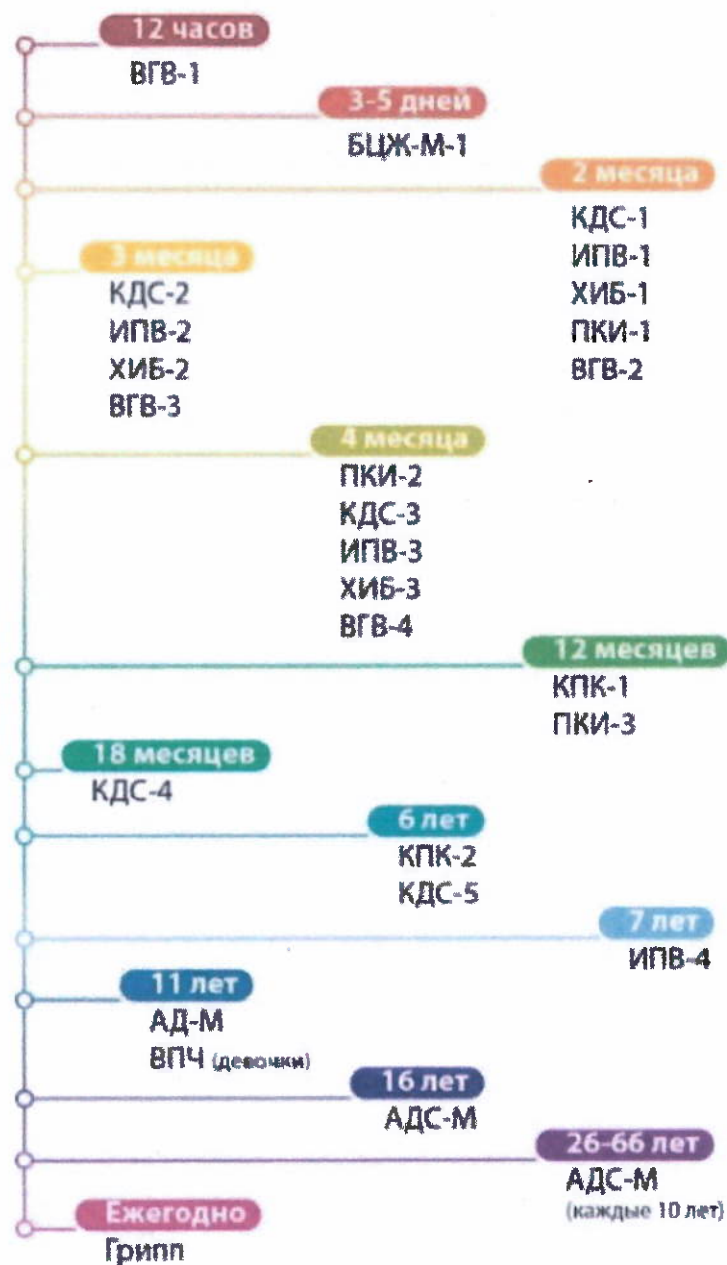 12 часов
ВГВ-1
3-5 дней
БЦЖ-М-1
2 месяца
КДС-1
ИПВ-1
ХИБ-1
ПКИ-1
ВГВ-2
3 месяца
КДС-2
ИПВ-2
ХИБ-2
ВГВ-3
4 месяца
ПКИ-2
КДС-3
ИПВ-3
ХИБ-3
ВГВ-4
12 месяцев
КПК-1
ПКИ-3
18 месяцев
КДС-4
6 лет
КПК-2
КДС-5
7 лет
ИПВ-4
11 лет
АД-М
ВПЧ (девочки)
16 лет
АДС-М
26-66 лет
АДС-М
(каждые 10 лет)
Ежегодно
Грипп